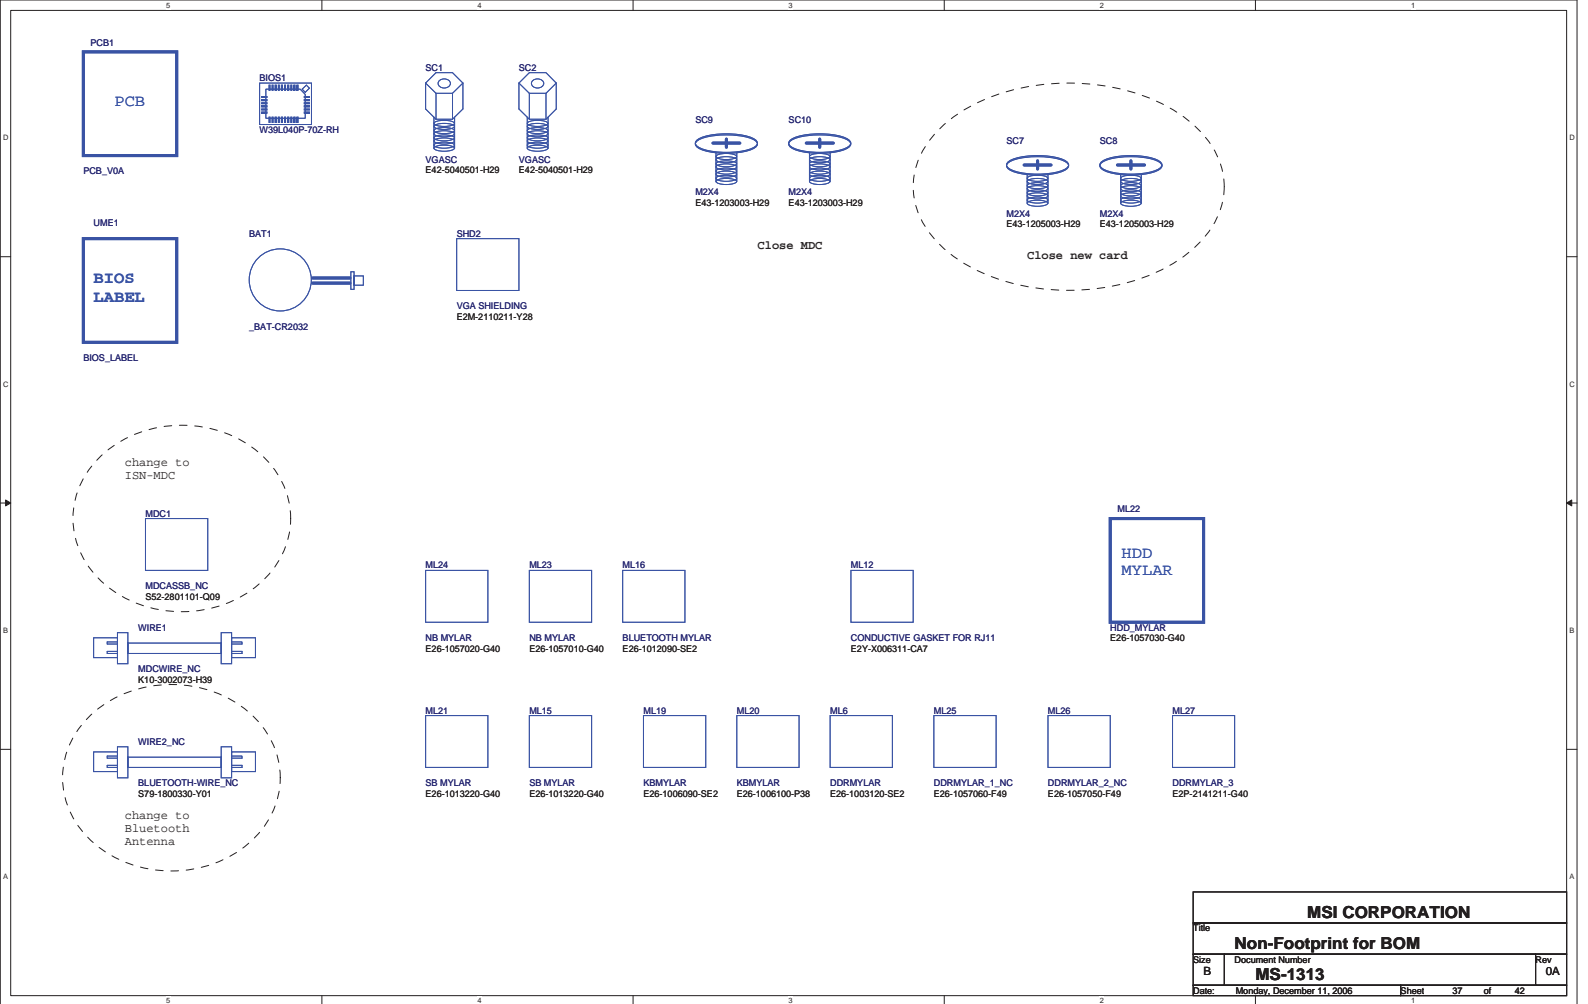 5 4 3 2 1
PCB1
PCB
PCB_V0A
BIOS1
W39L040P-70Z-RH
SC1
VGASC
E42-5040501-H29
SC2
VGASC
E42-5040501-H29
SC9
M2X4
E43-1203003-H29
SC10
M2X4
E43-1203003-H29
Close MDC
SC7
M2X4
E43-1205003-H29
SC8
M2X4
E43-1205003-H29
Close new card
D D
UME1
BIOS
LABEL
BIOS_LABEL
BAT1
_BAT-CR2032
SHD2
VGA SHIELDING
E2M-2110211-Y28
C C
change to
ISN-MDC
MDC1
MDCASSB_NC
S52-2801101-Q09
WIRE1
MDCWIRE_NC
K10-3002073-H39
ML24
NB MYLAR
E26-1057020-G40
ML23
NB MYLAR
E26-1057010-G40
ML16
BLUETOOTH MYLAR
E26-1012090-SE2
ML12
CONDUCTIVE GASKET FOR RJ11
E2Y-X006311-CA7
ML22
HDD
MYLAR
HDD_MYLAR
E26-1057030-G40
B B
WIRE2_NC
BLUETOOTH-WIRE_NC
S79-1800330-Y01
change to
Bluetooth
Antenna
ML21
SB MYLAR
E26-1013220-G40
ML15
SB MYLAR
E26-1013220-G40
ML19
KBMYLAR
E26-1006090-SE2
ML20
KBMYLAR
E26-1006100-P38
ML6
DDRMYLAR
E26-1003120-SE2
ML25
DDRMYLAR_1_NC
E26-1057060-F49
ML26
DDRMYLAR_2_NC
E26-1057050-F49
ML27
DDRMYLAR_3
E2P-2141211-G40
A A
MSI CORPORATION
Title
Non-Footprint for BOM
Size Document Number Rev
B MS-1313 0A
Date: Monday, December 11, 2006 Sheet 37 of 42
5 4 3 2 1